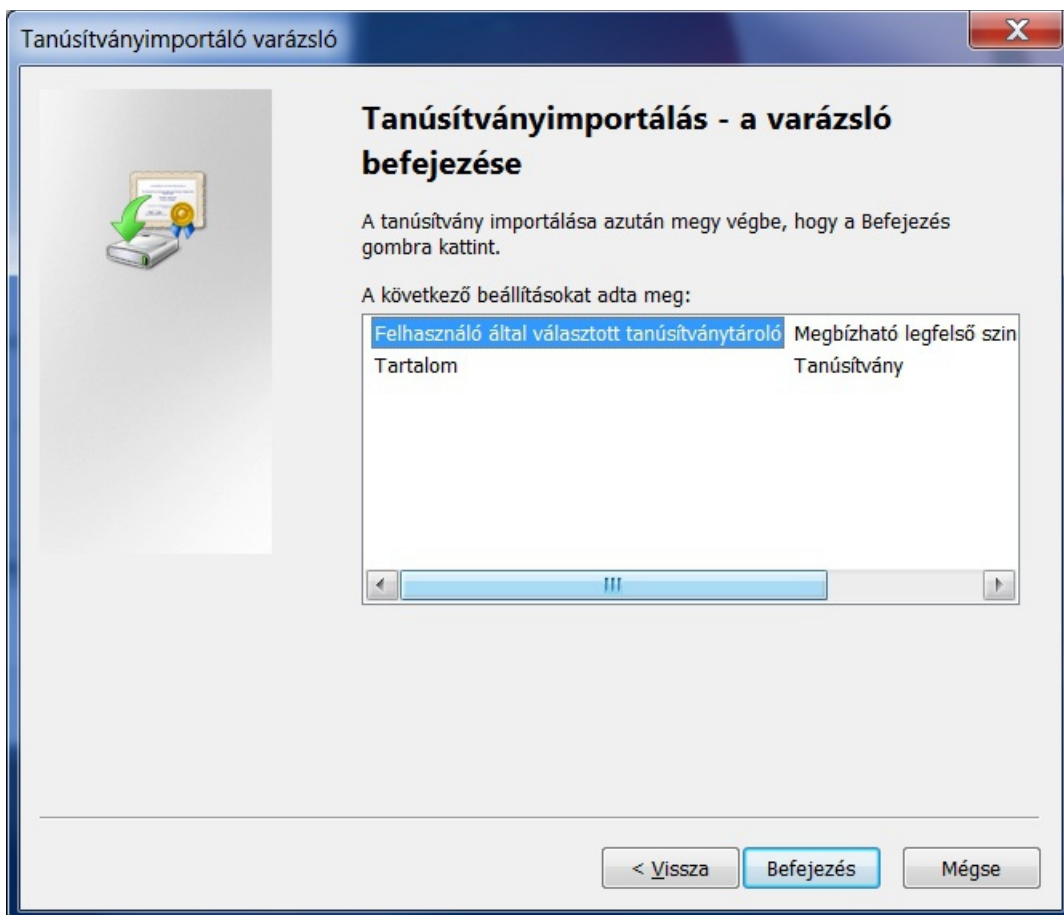 Tanúsítványimportáló varázsló
Tanúsítványimportálás - a varázsló
befejezése
A tanúsítvány importálása azután megy végbe, hogy a Befejezés
gombra kattint.
A következő beállításokat adta meg:
Felhasználó által választott tanúsítványtároló Megbízható legfelső szin
Tartalom Tanúsítvány
< Vissza Befejezés Mégse